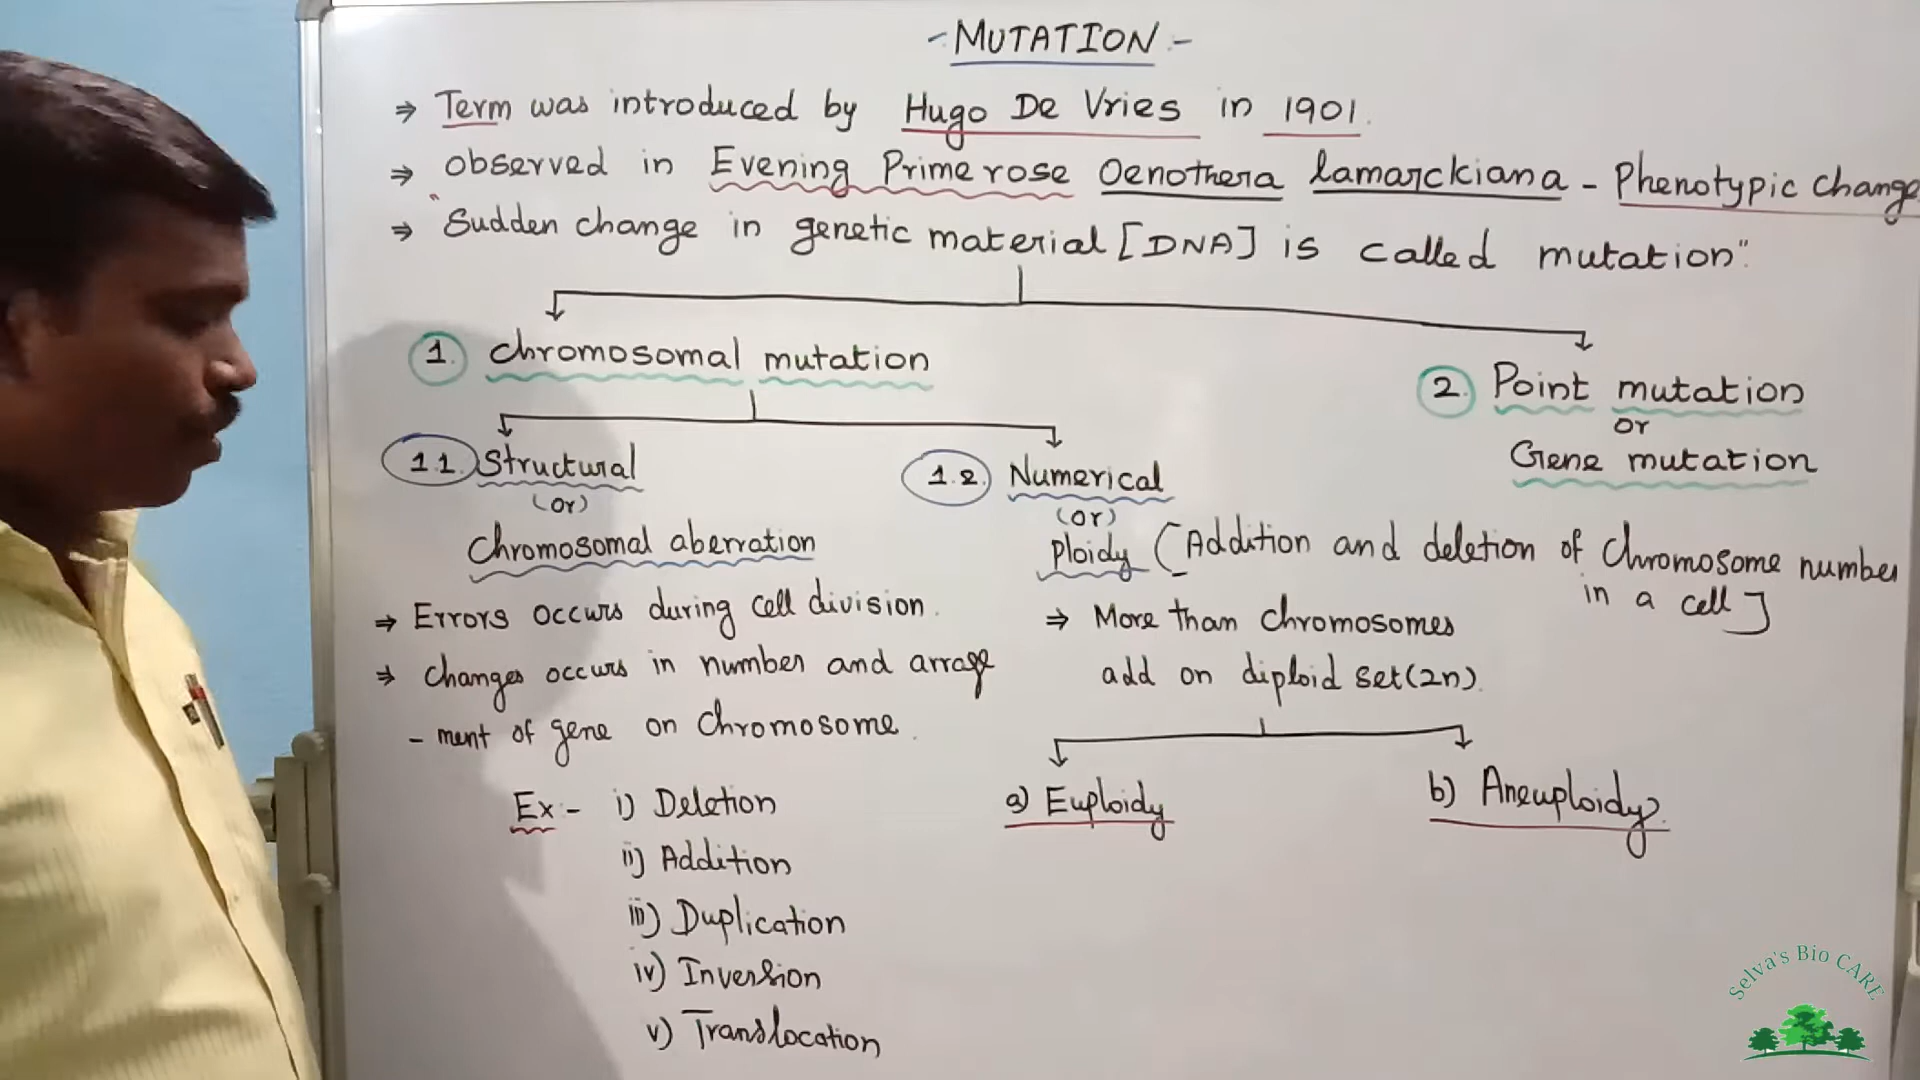 - MUTATION -
⇒ Term was introduced by Hugo De Vries in 1901.
⇒ Observed in Evening Primerose Oenothera lamarckiana - Phenotypic change
⇒ "Sudden change in genetic material [DNA] is called mutation".
1. Chromosomal mutation
2. Point mutation
or
Gene mutation
1.1. Structural
(or)
Chromosomal aberration
⇒ Errors occurs during cell division.
⇒ Changes occurs in number and arrage
- ment of gene on chromosome.
Ex - i) Deletion
ii) Addition
iii) Duplication
iv) Inversion
v) Translocation
1.2. Numerical
(or)
Ploidy [Addition and deletion of chromosome number
in a cell]
⇒ More than chromosomes
add on diploid set (2n).
a) Euploidy
b) Aneuploidy.
Selva's Bio CARE